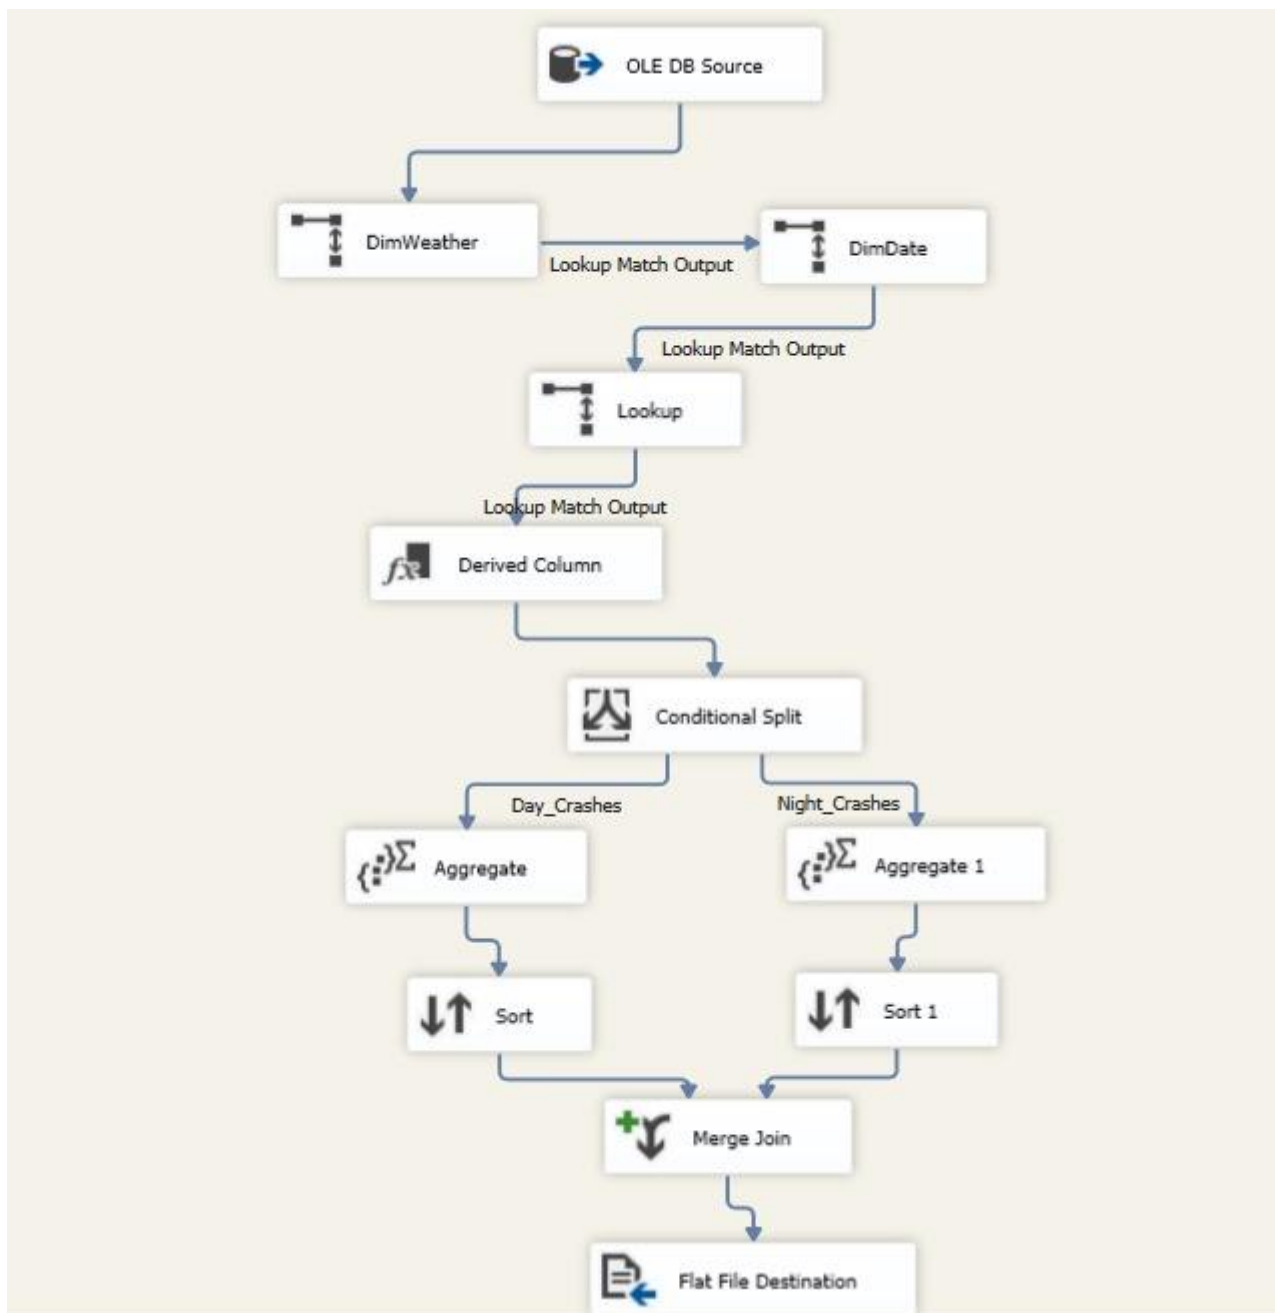 OLE DB Source
DimWeather
Lookup Match Output
DimDate
Lookup Match Output
Lookup
Lookup Match Output
Derived Column
Conditional Split
Day_Crashes
Night_Crashes
Aggregate
Aggregate 1
Sort
Sort 1
Merge Join
Flat File Destination